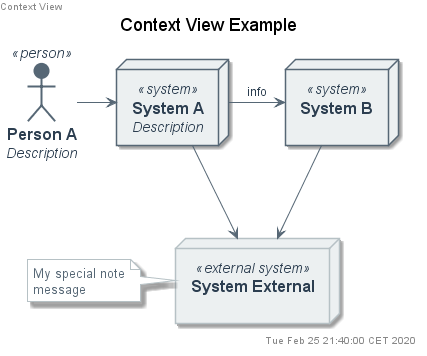 Context View
Context View Example
«person»
Person A
Description
«system»
System A
Description
info
«system»
System B
«external system»
System External
My special note
message
Tue Feb 25 21:40:00 CET 2020